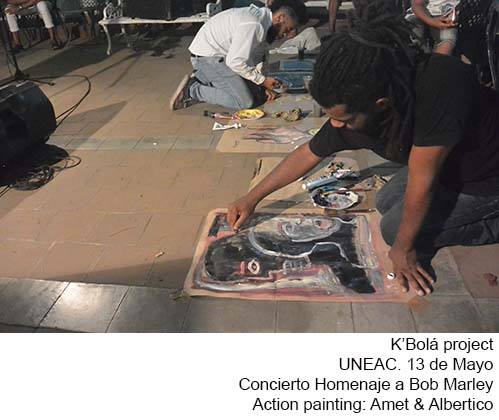 K'Bolá project
UNEAC. 13 de Mayo
Concierto Homenaje a Bob Marley
Action painting: Amet & Albertico